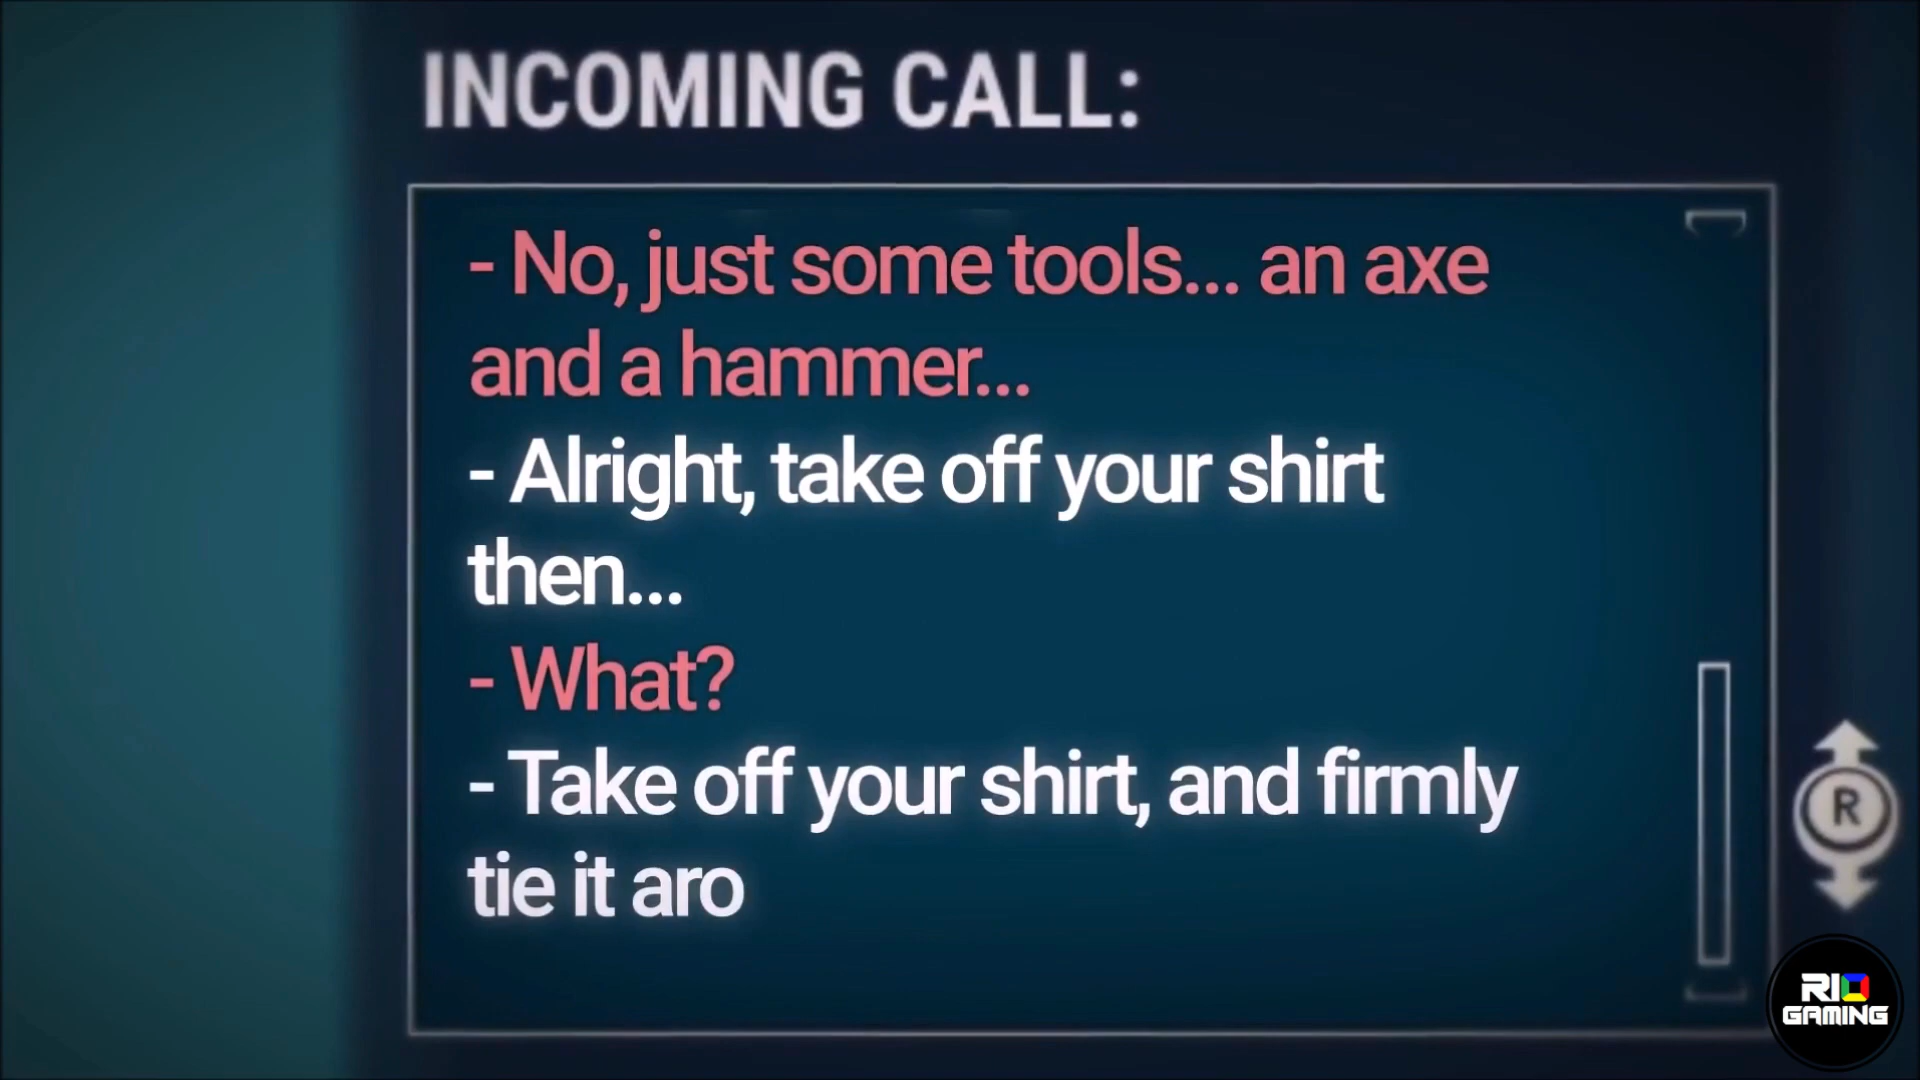 INCOMING CALL:
- No, just some tools... an axe
and a hammer...
- Alright, take off your shirt
then...
- What?
- Take off your shirt, and firmly
tie it aro
R
RIO
GAMING